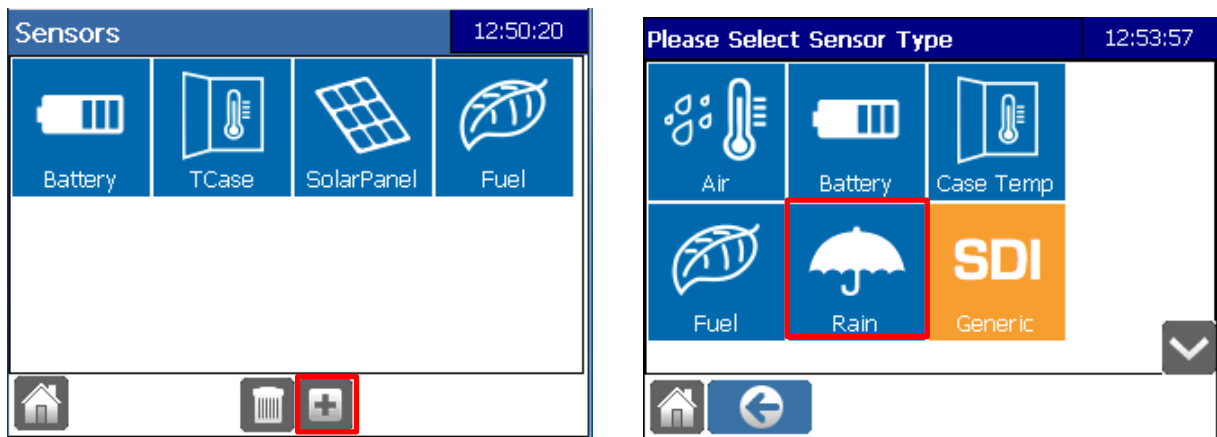 Sensors 12:50:20
Battery TCase SolarPanel Fuel
Please Select Sensor Type 12:53:57
Air Battery Case Temp
SDI
Fuel Rain Generic